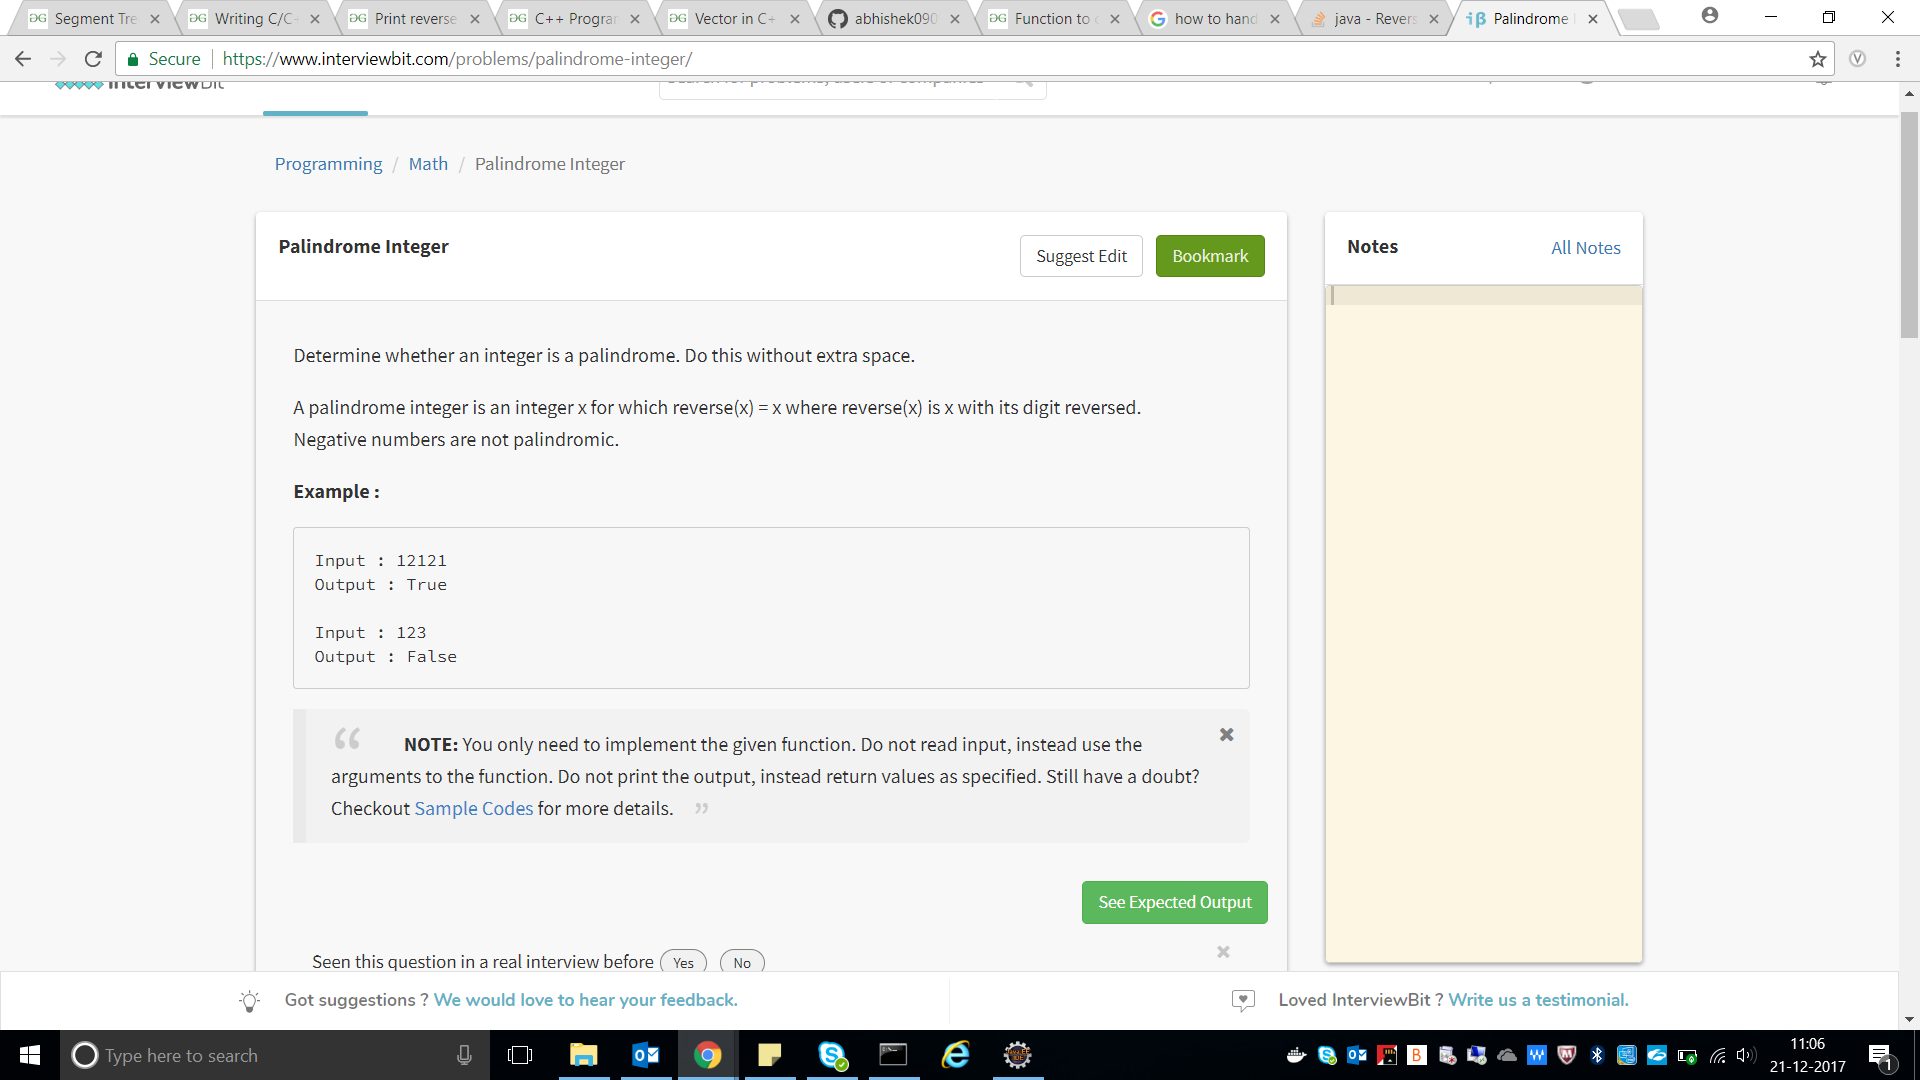 Segment Tre
Writing C/C
Print reverse
C++ Program
Vector in C+
abhishek090
Function to
how to hand
java - Revers
Palindrome
Secure
https://www.interviewbit.com/problems/palindrome-integer/
InterviewBit
Programming / Math / Palindrome Integer
Palindrome Integer
Suggest Edit
Bookmark
Notes
All Notes
Determine whether an integer is a palindrome. Do this without extra space.
A palindrome integer is an integer x for which reverse(x) = x where reverse(x) is x with its digit reversed.
Negative numbers are not palindromic.
Example :
Input : 12121
Output : True
Input : 123
Output : False
“ NOTE: You only need to implement the given function. Do not read input, instead use the
arguments to the function. Do not print the output, instead return values as specified. Still have a doubt?
Checkout Sample Codes for more details. ”
See Expected Output
Seen this question in a real interview before Yes No
Got suggestions ? We would love to hear your feedback.
Loved InterviewBit ? Write us a testimonial.
Type here to search
11:06
21-12-2017
1